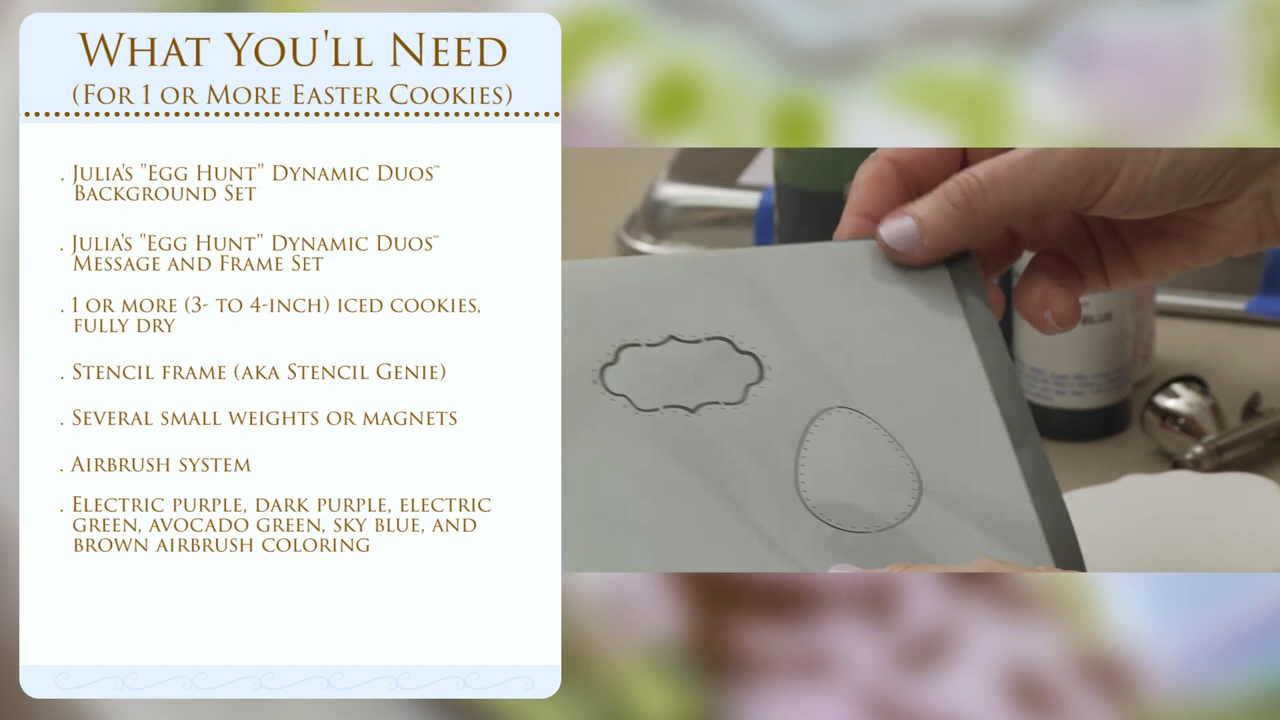 What You'll Need
(For 1 or More Easter Cookies)
. Julia's "Egg Hunt" Dynamic Duos™
Background Set
. Julia's "Egg Hunt" Dynamic Duos™
Message and Frame Set
. 1 or more (3- to 4-inch) iced cookies,
fully dry
. Stencil frame (aka Stencil Genie)
. Several small weights or magnets
. Airbrush system
. Electric purple, dark purple, electric
green, avocado green, sky blue, and
brown airbrush coloring
BLUE